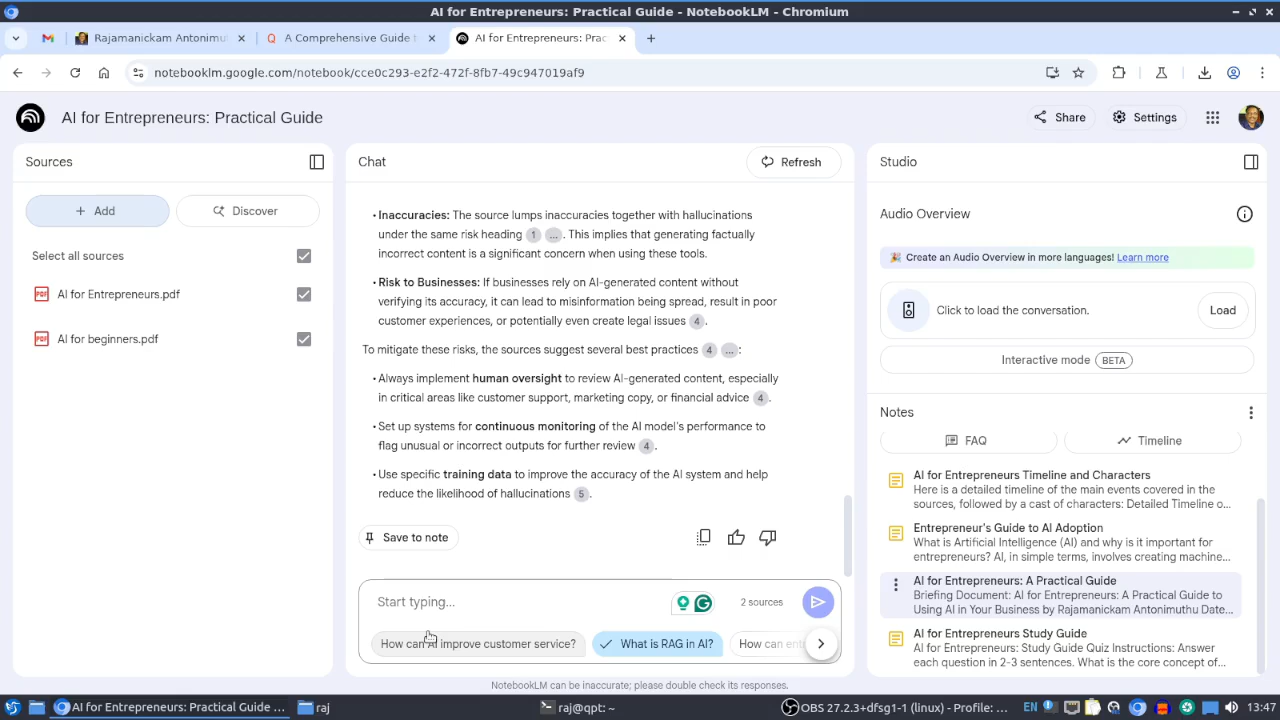 AI for Entrepreneurs: Practical Guide - NotebookLM - Chromium
Rajamanickam Antonimuthu
A Comprehensive Guide
AI for Entrepreneurs: Prac
notebooklm.google.com/notebook/cce0c293-e2f2-472f-8fb7-49c947019af9
AI for Entrepreneurs: Practical Guide
Share
Settings
Sources
+ Add
Discover
Select all sources
PDF AI for Entrepreneurs.pdf
PDF AI for beginners.pdf
Chat
Refresh
• Inaccuracies: The source lumps inaccuracies together with hallucinations
under the same risk heading 1 ... . This implies that generating factually
incorrect content is a significant concern when using these tools.
• Risk to Businesses: If businesses rely on AI-generated content without
verifying its accuracy, it can lead to misinformation being spread, result in poor
customer experiences, or potentially even create legal issues 4 .
To mitigate these risks, the sources suggest several best practices 4 ... :
• Always implement human oversight to review AI-generated content, especially
in critical areas like customer support, marketing copy, or financial advice 4 .
• Set up systems for continuous monitoring of the AI model's performance to
flag unusual or incorrect outputs for further review 4 .
• Use specific training data to improve the accuracy of the AI system and help
reduce the likelihood of hallucinations 5 .
Save to note
Start typing...
2 sources
How can AI improve customer service?
What is RAG in AI?
How can ent
NotebookLM can be inaccurate; please double check its responses.
Studio
Audio Overview
Create an Audio Overview in more languages! Learn more
Click to load the conversation.
Load
Interactive mode BETA
Notes
FAQ
Timeline
AI for Entrepreneurs Timeline and Characters
Here is a detailed timeline of the main events covered in the
sources, followed by a cast of characters: Detailed Timeline o...
Entrepreneur's Guide to AI Adoption
What is Artificial Intelligence (AI) and why is it important for
entrepreneurs? AI, in simple terms, involves creating machine...
AI for Entrepreneurs: A Practical Guide
Briefing Document: AI for Entrepreneurs: A Practical Guide to
Using AI in Your Business by Rajamanickam Antonimuthu Date...
AI for Entrepreneurs Study Guide
AI for Entrepreneurs: Study Guide Quiz Instructions: Answer
each question in 2-3 sentences. What is the core concept of...
AI for Entrepreneurs: Practical Guide ...
raj
raj@qpt: ~
OBS 27.2.3+dfsg1-1 (linux) - Profile: ...
EN
13:47